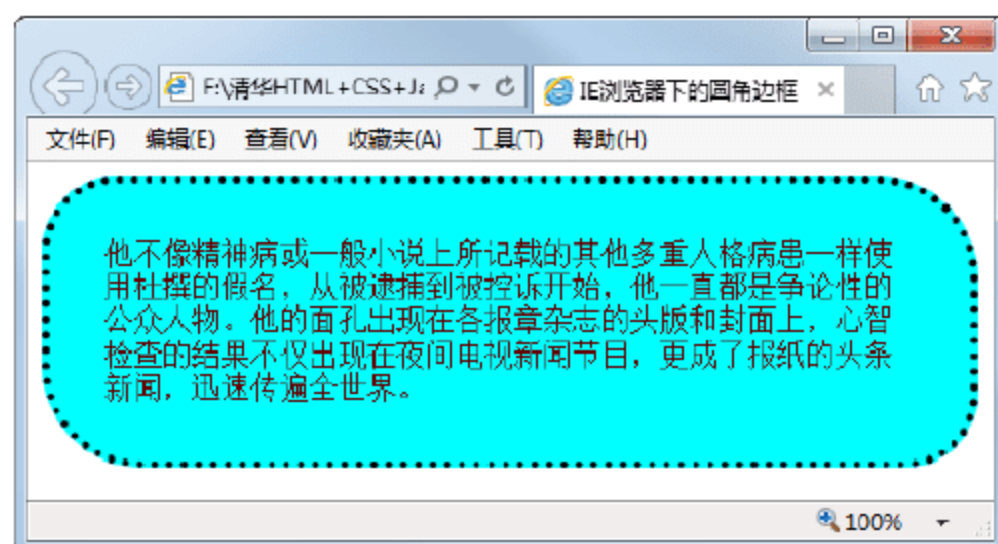 F:\清华HTML+CSS+Ja
IE浏览器下的圆角边框
文件(F) 编辑(E) 查看(V) 收藏夹(A) 工具(T) 帮助(H)
他不像精神病或一般小说上所记载的其他多重人格病患一样使
用杜撰的假名，从被逮捕到被控诉开始，他一直都是争论性的
公众人物。他的面孔出现在各报章杂志的头版和封面上，心智
检查的结果不仅出现在夜间电视新闻节目，更成了报纸的头条
新闻，迅速传遍全世界。
100%